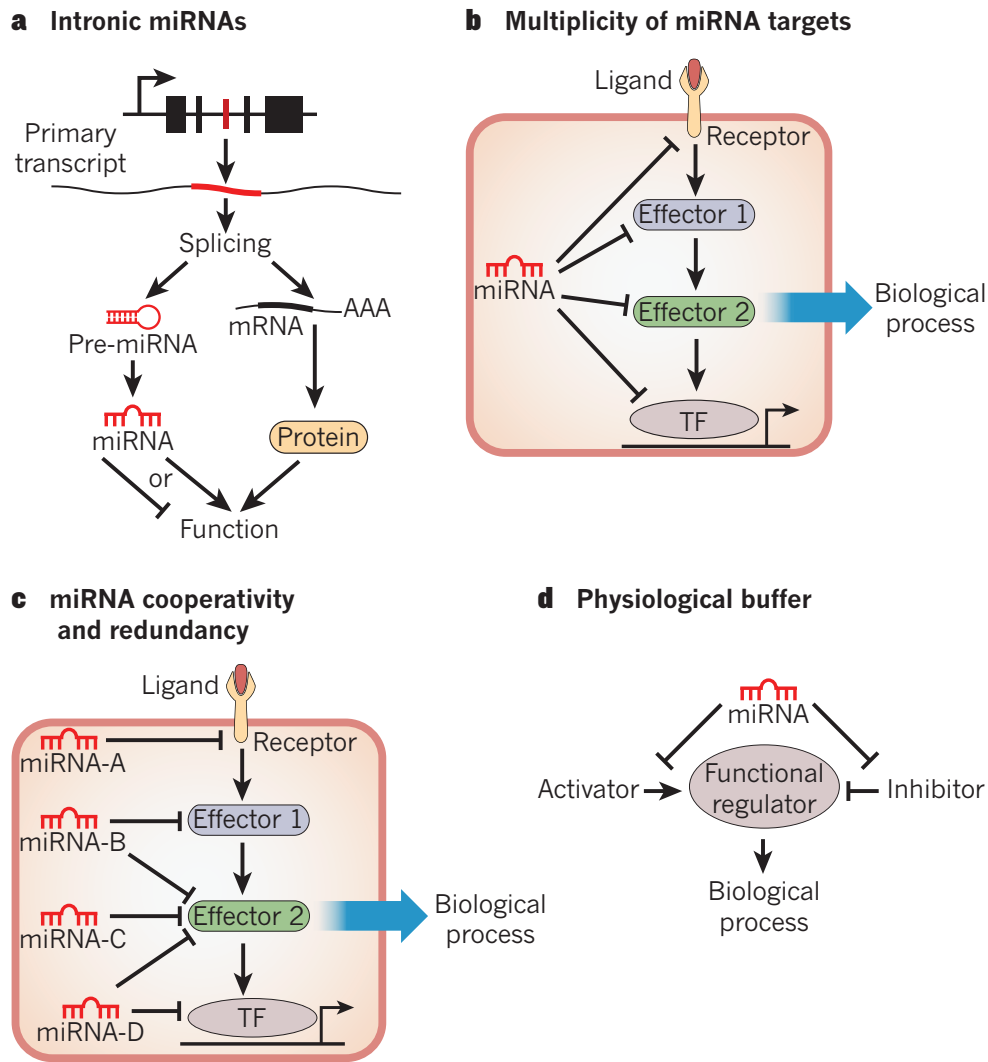 a Intronic miRNAs
Primary
transcript
Splicing
Pre-miRNA
mRNA
AAA
miRNA
Protein
or
Function
b Multiplicity of miRNA targets
Ligand
Receptor
Effector 1
miRNA
Effector 2
Biological
process
TF
c miRNA cooperativity
and redundancy
Ligand
Receptor
miRNA-A
Effector 1
miRNA-B
Effector 2
miRNA-C
Biological
process
miRNA-D
TF
d Physiological buffer
miRNA
Activator
Functional
regulator
Inhibitor
Biological
process